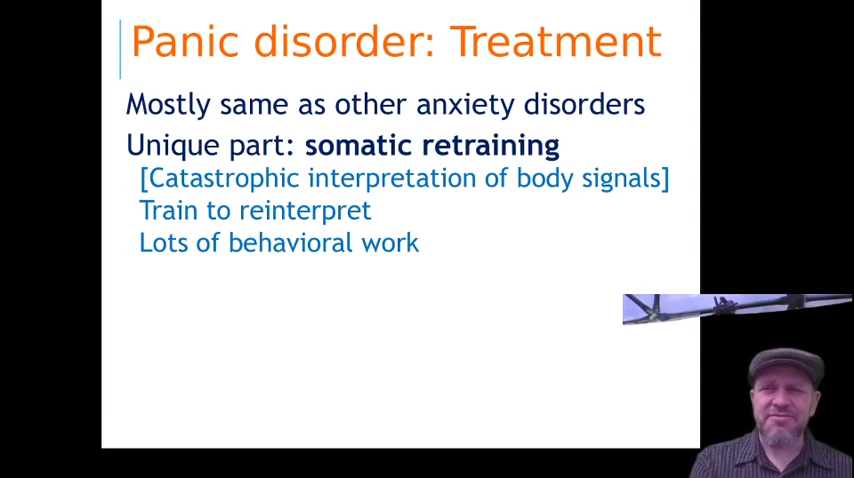 Panic disorder: Treatment
Mostly same as other anxiety disorders
Unique part: somatic retraining
[Catastrophic interpretation of body signals]
Train to reinterpret
Lots of behavioral work